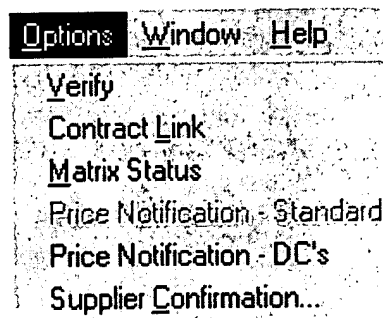 Options Window Help
Verify
Contract Link
Matrix Status
Price Notification - Standard
Price Notification - DC's
Supplier Confirmation...